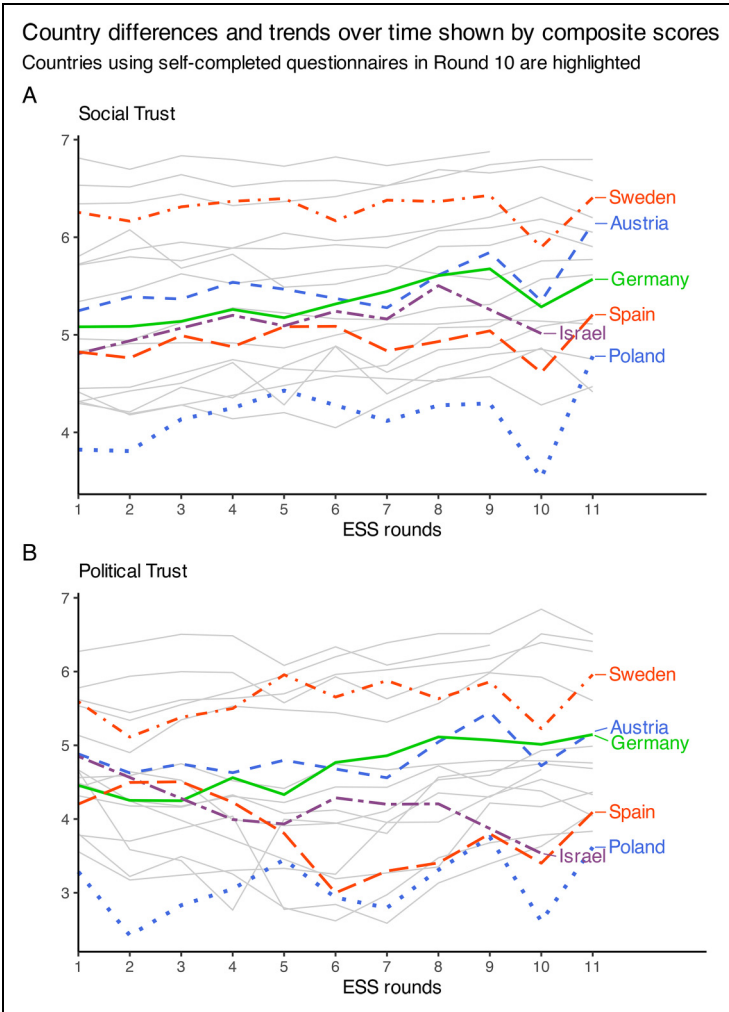 Country differences and trends over time shown by composite scores
Countries using self-completed questionnaires in Round 10 are highlighted
A
Social Trust
7
6
5
4
Sweden
Austria
Germany
Spain
Israel
Poland
1 2 3 4 5 6 7 8 9 10 11
ESS rounds
B
Political Trust
7
6
5
4
3
Sweden
Austria
Germany
Spain
Israel
Poland
1 2 3 4 5 6 7 8 9 10 11
ESS rounds